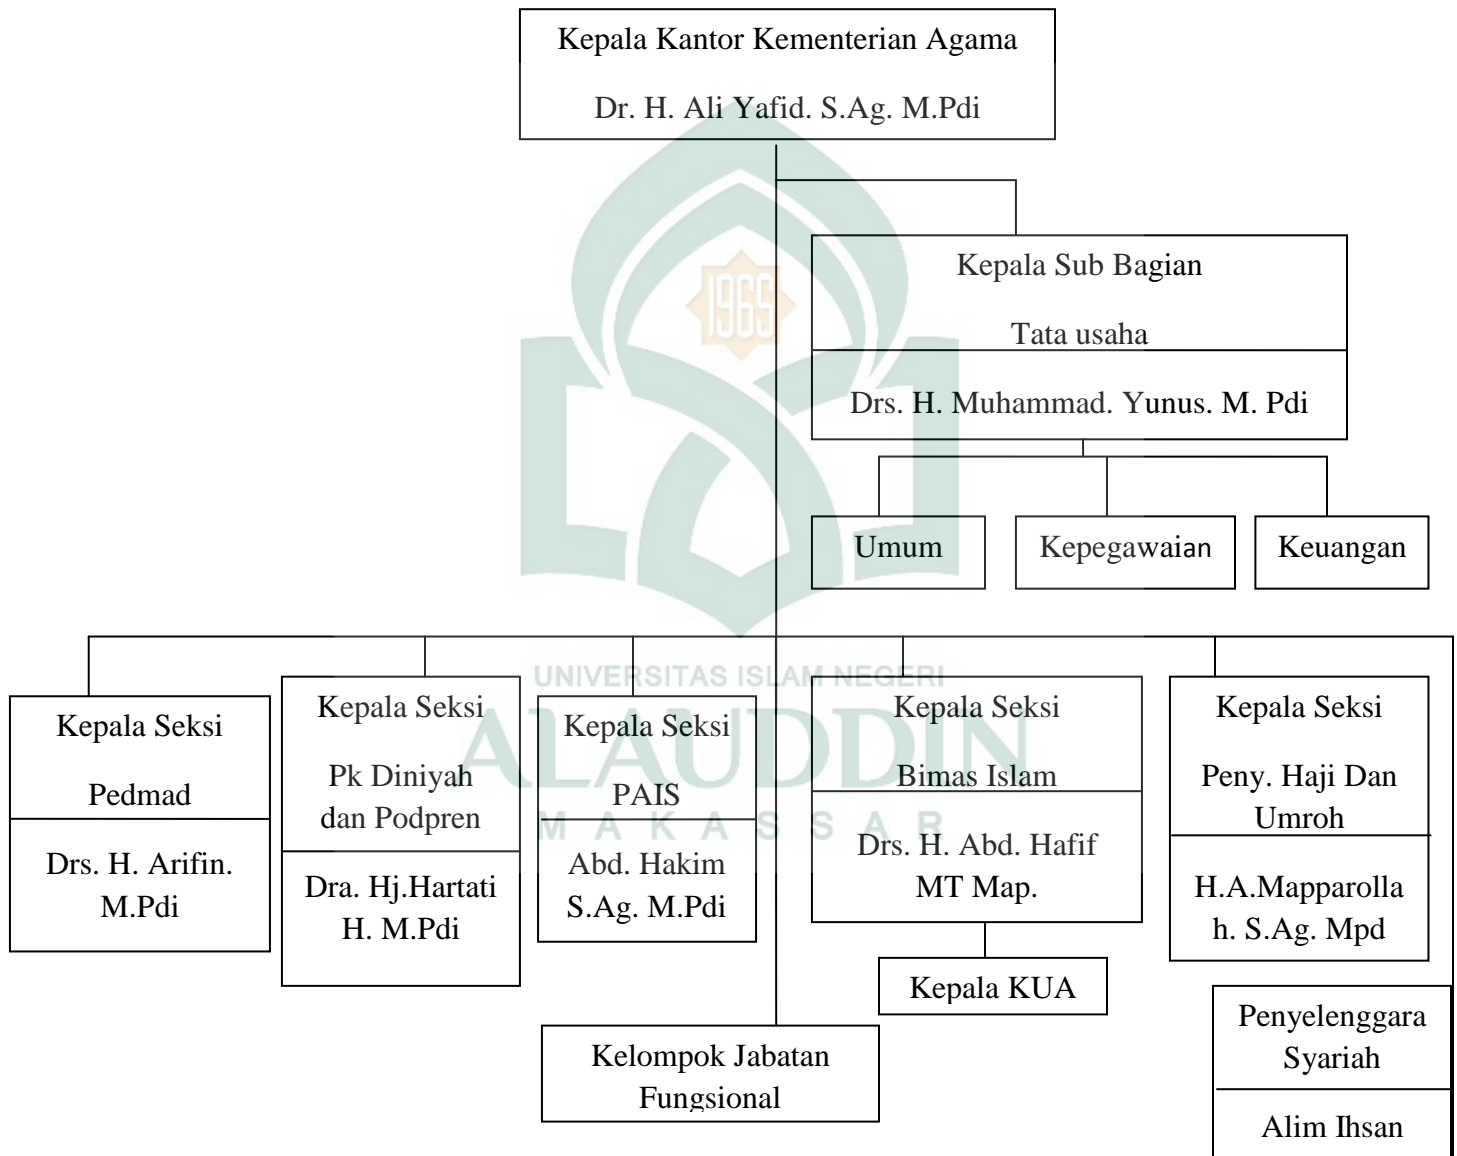 Kepala Kantor Kementerian Agama
Dr. H. Ali Yafid. S.Ag. M.Pdi
1965
Kepala Sub Bagian
Tata usaha
Drs. H. Muhammad. Yunus. M. Pdi
Umum
Kepegawaian
Keuangan
UNIVERSITAS ISLAM NEGERI
ALAUDDIN
MAKASSAR
Kepala Seksi
Pedmad
Drs. H. Arifin.
M.Pdi
Kepala Seksi
Pk Diniyah
dan Podpren
Dra. Hj.Hartati
H. M.Pdi
Kepala Seksi
PAIS
Abd. Hakim
S.Ag. M.Pdi
Kepala Seksi
Bimas Islam
Drs. H. Abd. Hafif
MT Map.
Kepala KUA
Kepala Seksi
Peny. Haji Dan
Umroh
H.A.Mapparolla
h. S.Ag. Mpd
Kelompok Jabatan
Fungsional
Penyelenggara
Syariah
Alim Ihsan